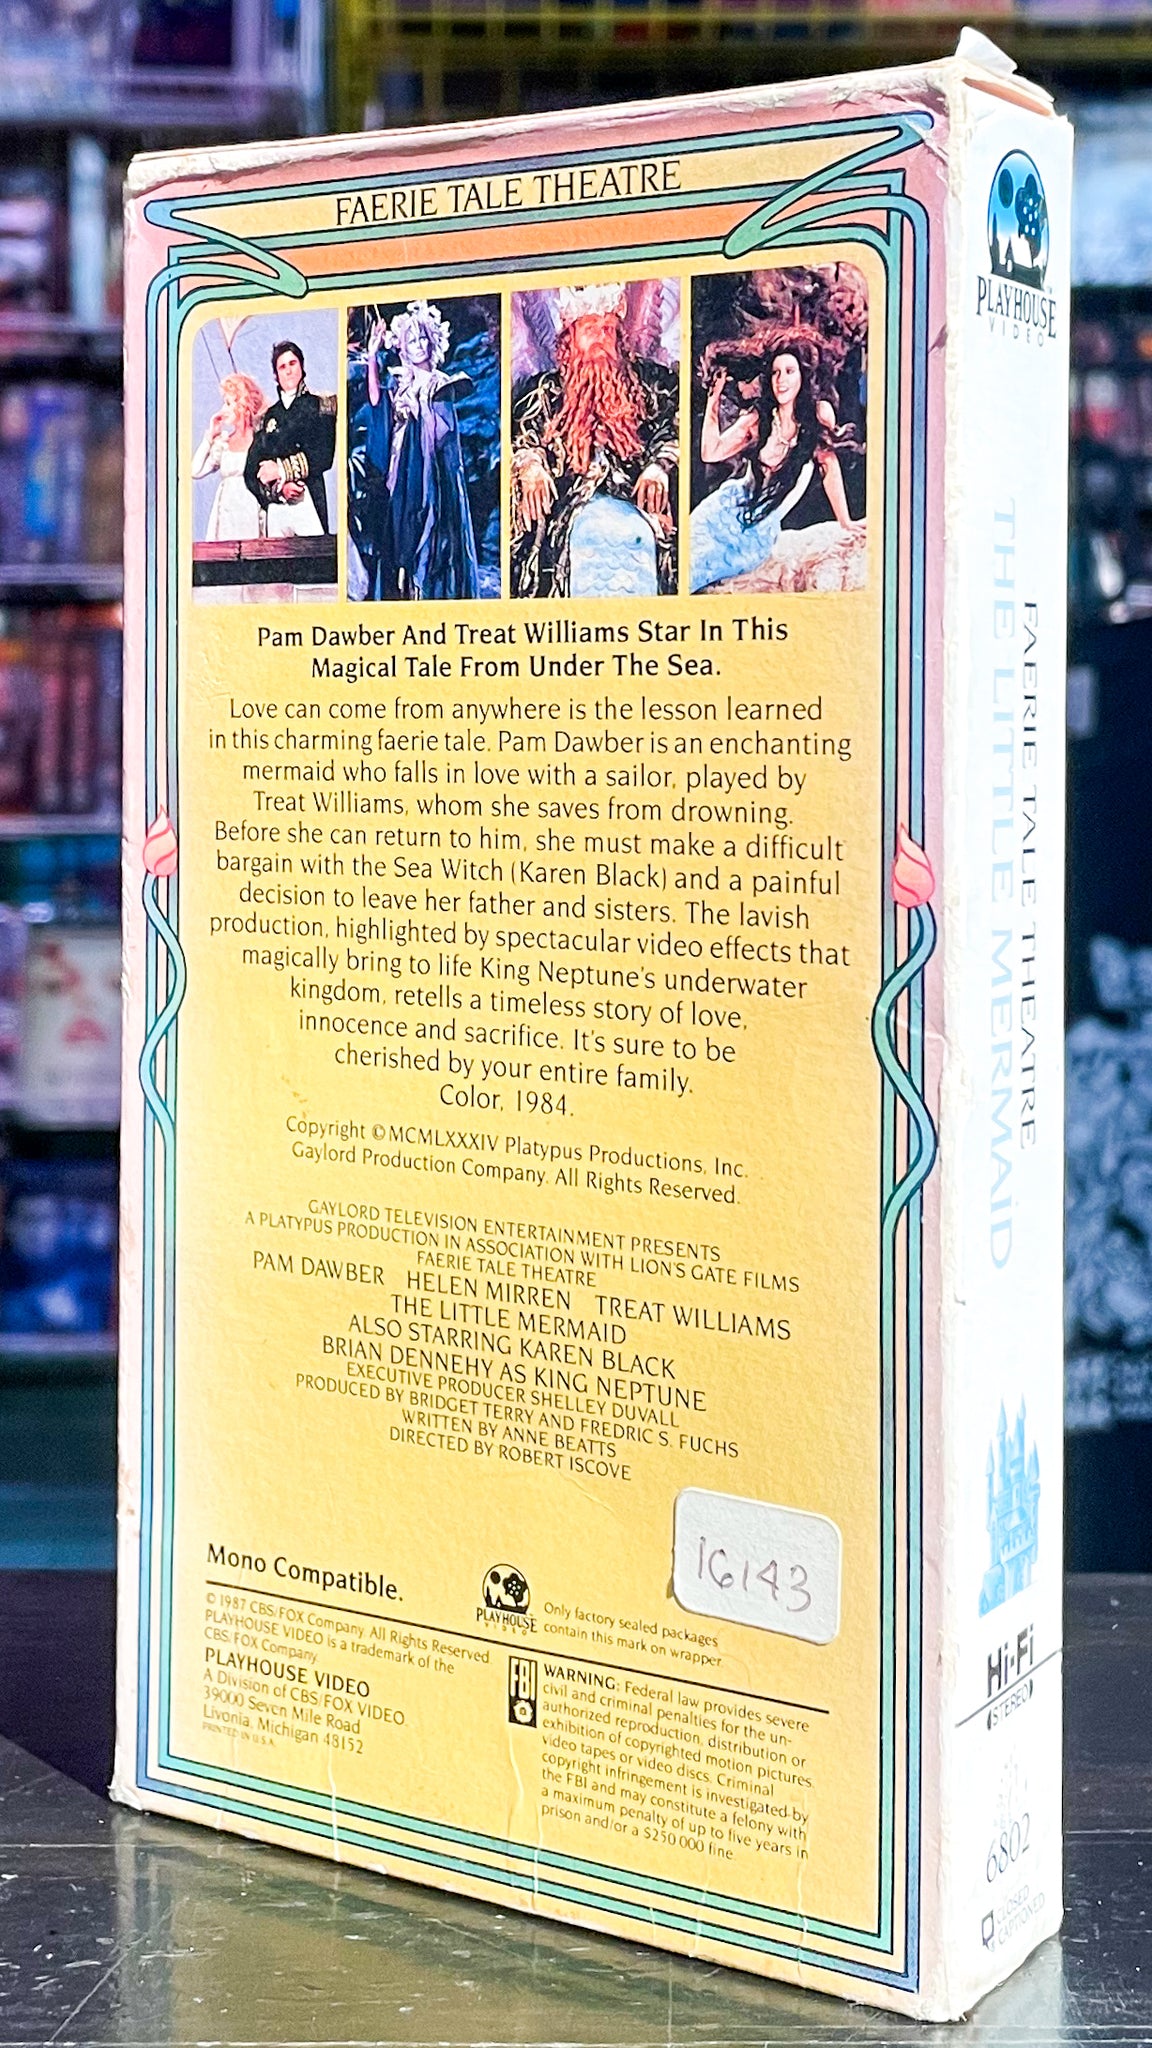 FAERIE TALE THEATRE
Pam Dawber And Treat Williams Star In This
Magical Tale From Under The Sea.
Love can come from anywhere is the lesson learned
in this charming faerie tale. Pam Dawber is an enchanting
mermaid who falls in love with a sailor, played by
Treat Williams, whom she saves from drowning.
Before she can return to him, she must make a difficult
bargain with the Sea Witch (Karen Black) and a painful
decision to leave her father and sisters. The lavish
production, highlighted by spectacular video effects that
magically bring to life King Neptune's underwater
kingdom, retells a timeless story of love,
innocence and sacrifice. It's sure to be
cherished by your entire family.
Color, 1984.
Copyright © MCMLXXXIV Platypus Productions, Inc.
Gaylord Production Company. All Rights Reserved.
GAYLORD TELEVISION ENTERTAINMENT PRESENTS
A PLATYPUS PRODUCTION IN ASSOCIATION WITH LION'S GATE FILMS
FAERIE TALE THEATRE
PAM DAWBER HELEN MIRREN TREAT WILLIAMS
THE LITTLE MERMAID
ALSO STARRING KAREN BLACK
BRIAN DENNEHY AS KING NEPTUNE
EXECUTIVE PRODUCER SHELLEY DUVALL
PRODUCED BY BRIDGET TERRY AND FREDRIC S. FUCHS
WRITTEN BY ANNE BEATTS
DIRECTED BY ROBERT ISCOVE
16143
Mono Compatible.
© 1987 CBS/FOX Company. All Rights Reserved.
PLAYHOUSE VIDEO is a trademark of the
CBS/FOX Company.
PLAYHOUSE VIDEO
A Division of CBS/FOX VIDEO.
39000 Seven Mile Road
Livonia, Michigan 48152
PRINTED IN U.S.A.
PLAYHOUSE
VIDEO
Only factory sealed packages
contain this mark on wrapper.
FBI
WARNING: Federal law provides severe
civil and criminal penalties for the un-
authorized reproduction, distribution or
exhibition of copyrighted motion pictures,
video tapes or video discs. Criminal
copyright infringement is investigated by
the FBI and may constitute a felony with
a maximum penalty of up to five years in
prison and/or a $250 000 fine
PLAYHOUSE
VIDEO
FAERIE TALE THEATRE
THE LITTLE MERMAiD
Hi-Fi
STEREO
6802
CLOSED
CAPTIONED